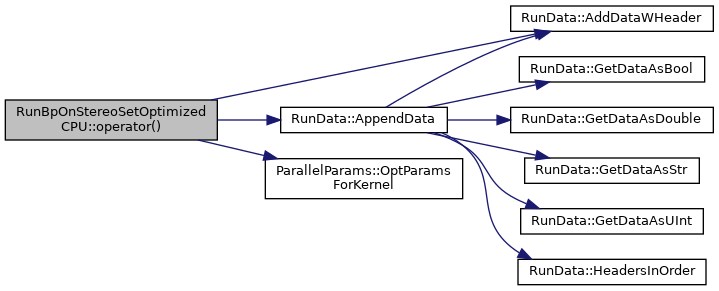 RunBpOnStereoSetOptimized
CPU::operator()
RunData::AppendData
ParallelParams::OptParams
ForKernel
RunData::AddDataWHeader
RunData::GetDataAsBool
RunData::GetDataAsDouble
RunData::GetDataAsStr
RunData::GetDataAsUInt
RunData::HeadersInOrder